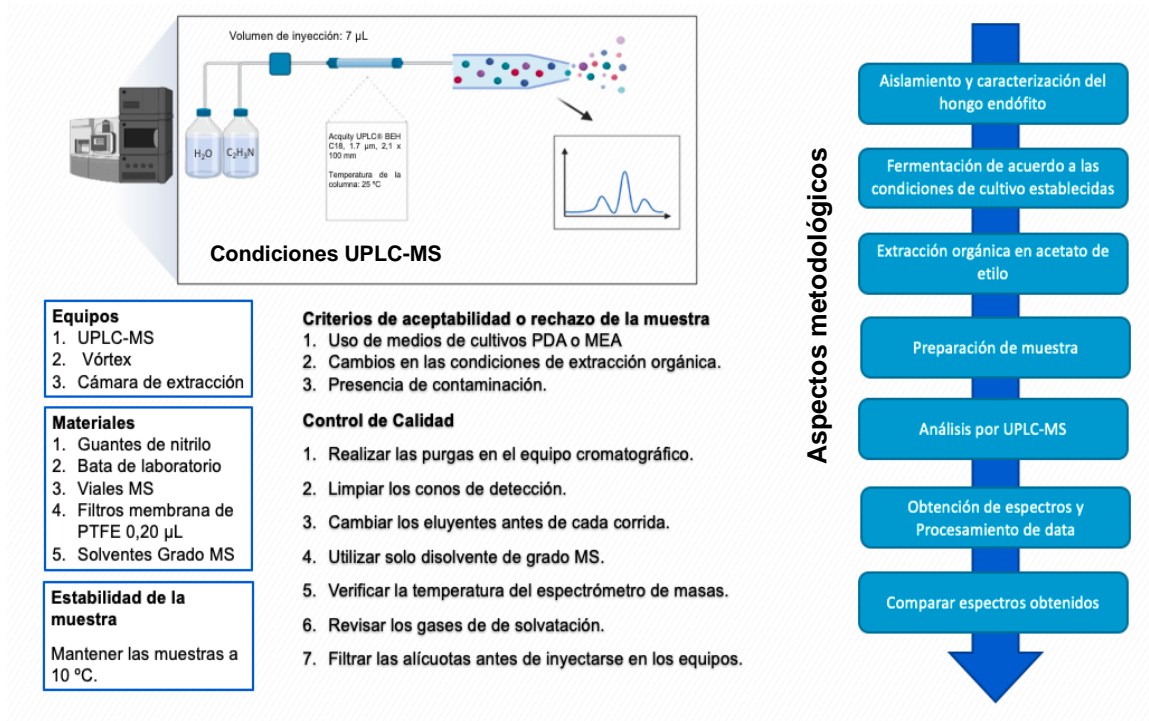 Volumen de inyección: 7 µL
H₂O
C₂H₃N
Acquity UPLC® BEH
C18, 1.7 µm, 2,1 x
100 mm
Temperatura de la
columna: 25 ºC
Condiciones UPLC-MS
Equipos
1. UPLC-MS
2. Vórtex
3. Cámara de extracción
Materiales
1. Guantes de nitrilo
2. Bata de laboratorio
3. Viales MS
4. Filtros membrana de
PTFE 0,20 µL
5. Solventes Grado MS
Estabilidad de la
muestra
Mantener las muestras a
10 ºC.
Criterios de aceptabilidad o rechazo de la muestra
1. Uso de medios de cultivos PDA o MEA
2. Cambios en las condiciones de extracción orgánica.
3. Presencia de contaminación.
Control de Calidad
1. Realizar las purgas en el equipo cromatográfico.
2. Limpiar los conos de detección.
3. Cambiar los eluyentes antes de cada corrida.
4. Utilizar solo disolvente de grado MS.
5. Verificar la temperatura del espectrómetro de masas.
6. Revisar los gases de de solvatación.
7. Filtrar las alícuotas antes de inyectarse en los equipos.
Aspectos metodológicos
Aislamiento y caracterización del
hongo endófito
Fermentación de acuerdo a las
condiciones de cultivo establecidas
Extracción orgánica en acetato de
etilo
Preparación de muestra
Análisis por UPLC-MS
Obtención de espectros y
Procesamiento de data
Comparar espectros obtenidos